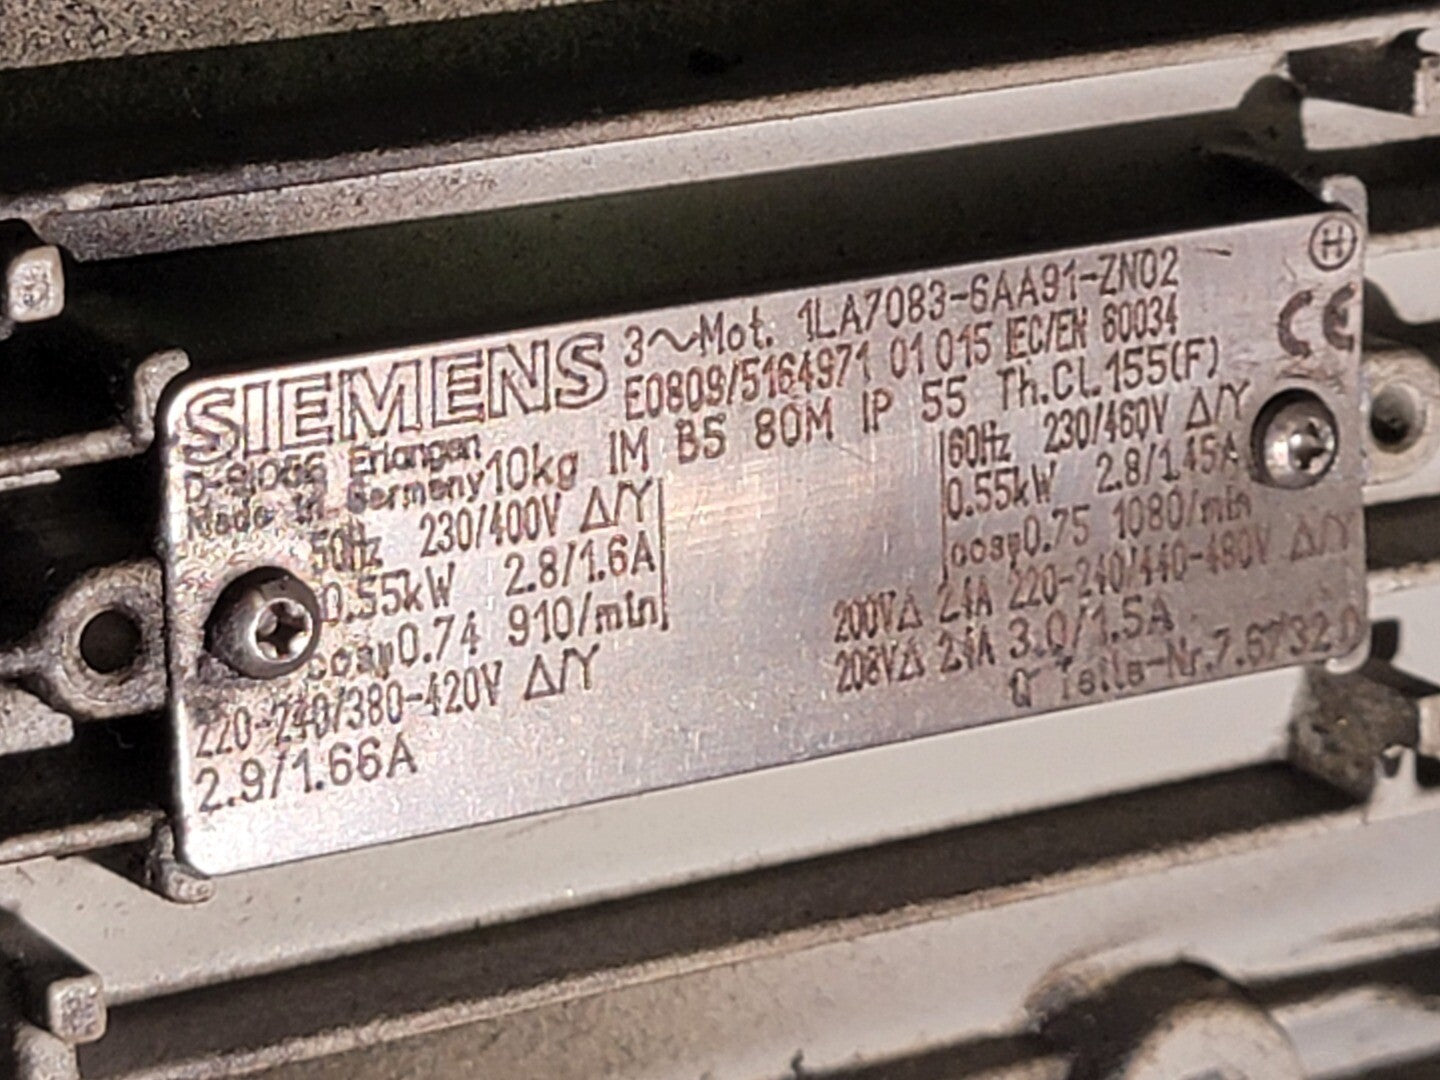 Ⓗ
SIEMENS 3~Mot. 1LA7083-6AA91-ZN02
E0809/5164971 01 015 IEC/EN 60034
CE
D-91056 Erlangen
Made in Germany 10kg IM B5 80M IP 55 Th.Cl.155(F)
50Hz 230/400V Δ/Y
0.55kW 2.8/1.6A
cosφ0.74 910/min
220-240/380-420V Δ/Y
2.9/1.66A
60Hz 230/460V Δ/Y
0.55kW 2.8/1.45A
cosφ0.75 1080/min
200VΔ 2.4A 220-240/440-480V Δ/Y
208VΔ 2.4A 3.0/1.5A
Teile-Nr.